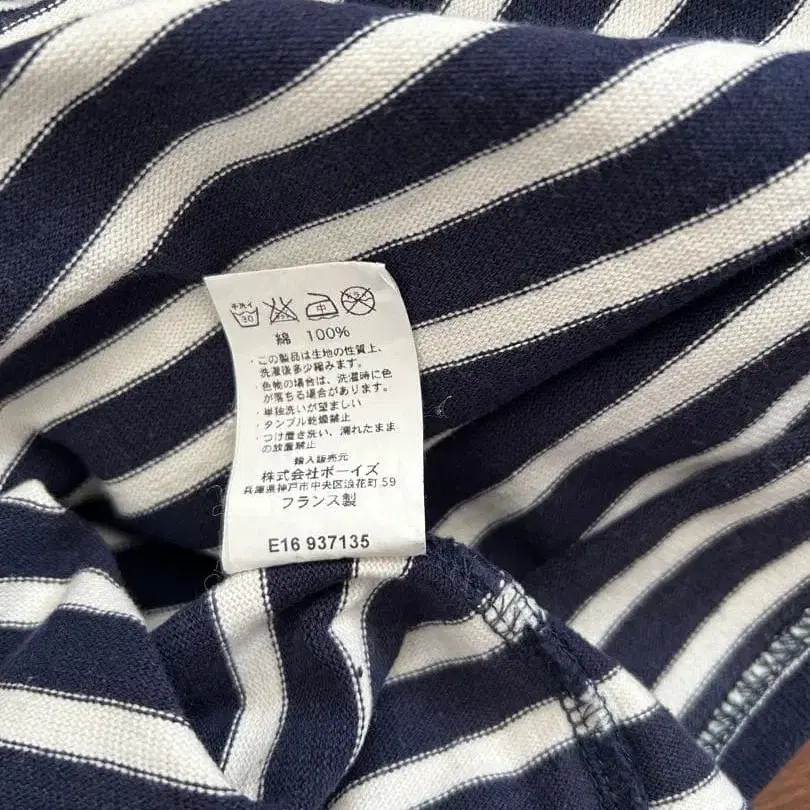 手洗イ
30
中
綿 100%
・この製品は生地の性質上、
洗濯後多少縮みます。
・色物の場合は、洗濯時に色
が落ちる場合があります。
・単独洗いが望ましい
・タンブル乾燥禁止
・つけ置き洗い、濡れたまま
の放置禁止
輸入販売元
株式会社ボーイズ
兵庫県神戸市中央区浪花町59
フランス製
E16 937135